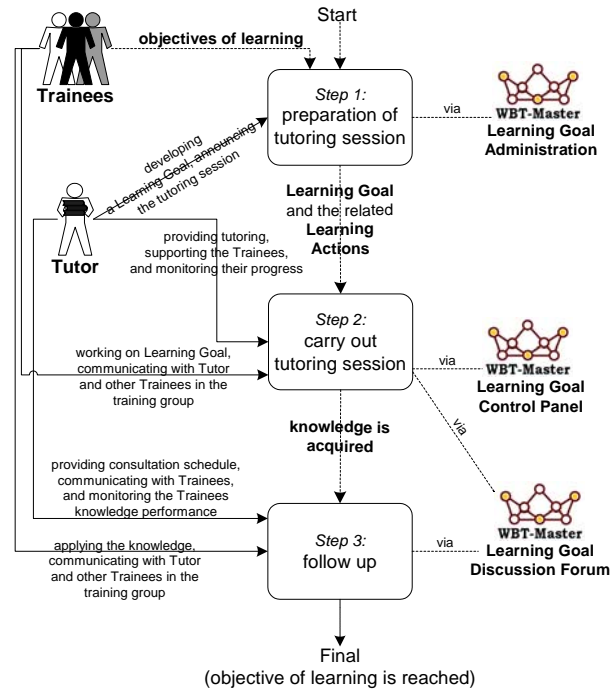 Start
objectives of learning
Trainees
Step 1:
preparation of
tutoring session
via
WBT-Master
Learning Goal
Administration
developing
a Learning Goal, announcing
the tutoring session
Learning Goal
and the related
Learning
Actions
Tutor
providing tutoring,
supporting the Trainees,
and monitoring their progress
Step 2:
carry out
tutoring session
via
WBT-Master
Learning Goal
Control Panel
working on Learning Goal,
communicating with Tutor
and other Trainees in the
training group
via
knowledge is
acquired
providing consultation schedule,
communicating with Trainees,
and monitoring the Trainees
knowledge performance
Step 3:
follow up
via
WBT-Master
Learning Goal
Discussion Forum
applying the knowledge,
communicating with Tutor
and other Trainees in the
training group
Final
(objective of learning is reached)